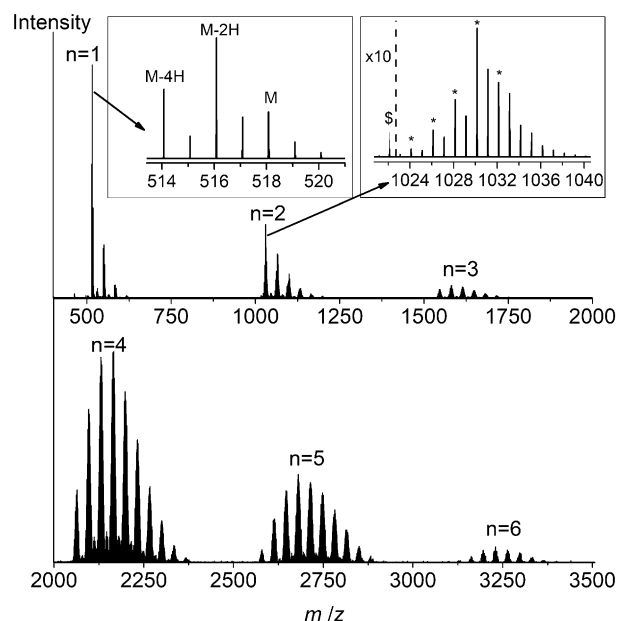 Intensity
n=1
M-4H
M-2H
M
514 516 518 520
x10
$
* * * * *
1024 1028 1032 1036 1040
n=2
n=3
500 750 1000 1250 1500 1750 2000
n=4
n=5
n=6
2000 2250 2500 2750 3000 3250 3500
m/z